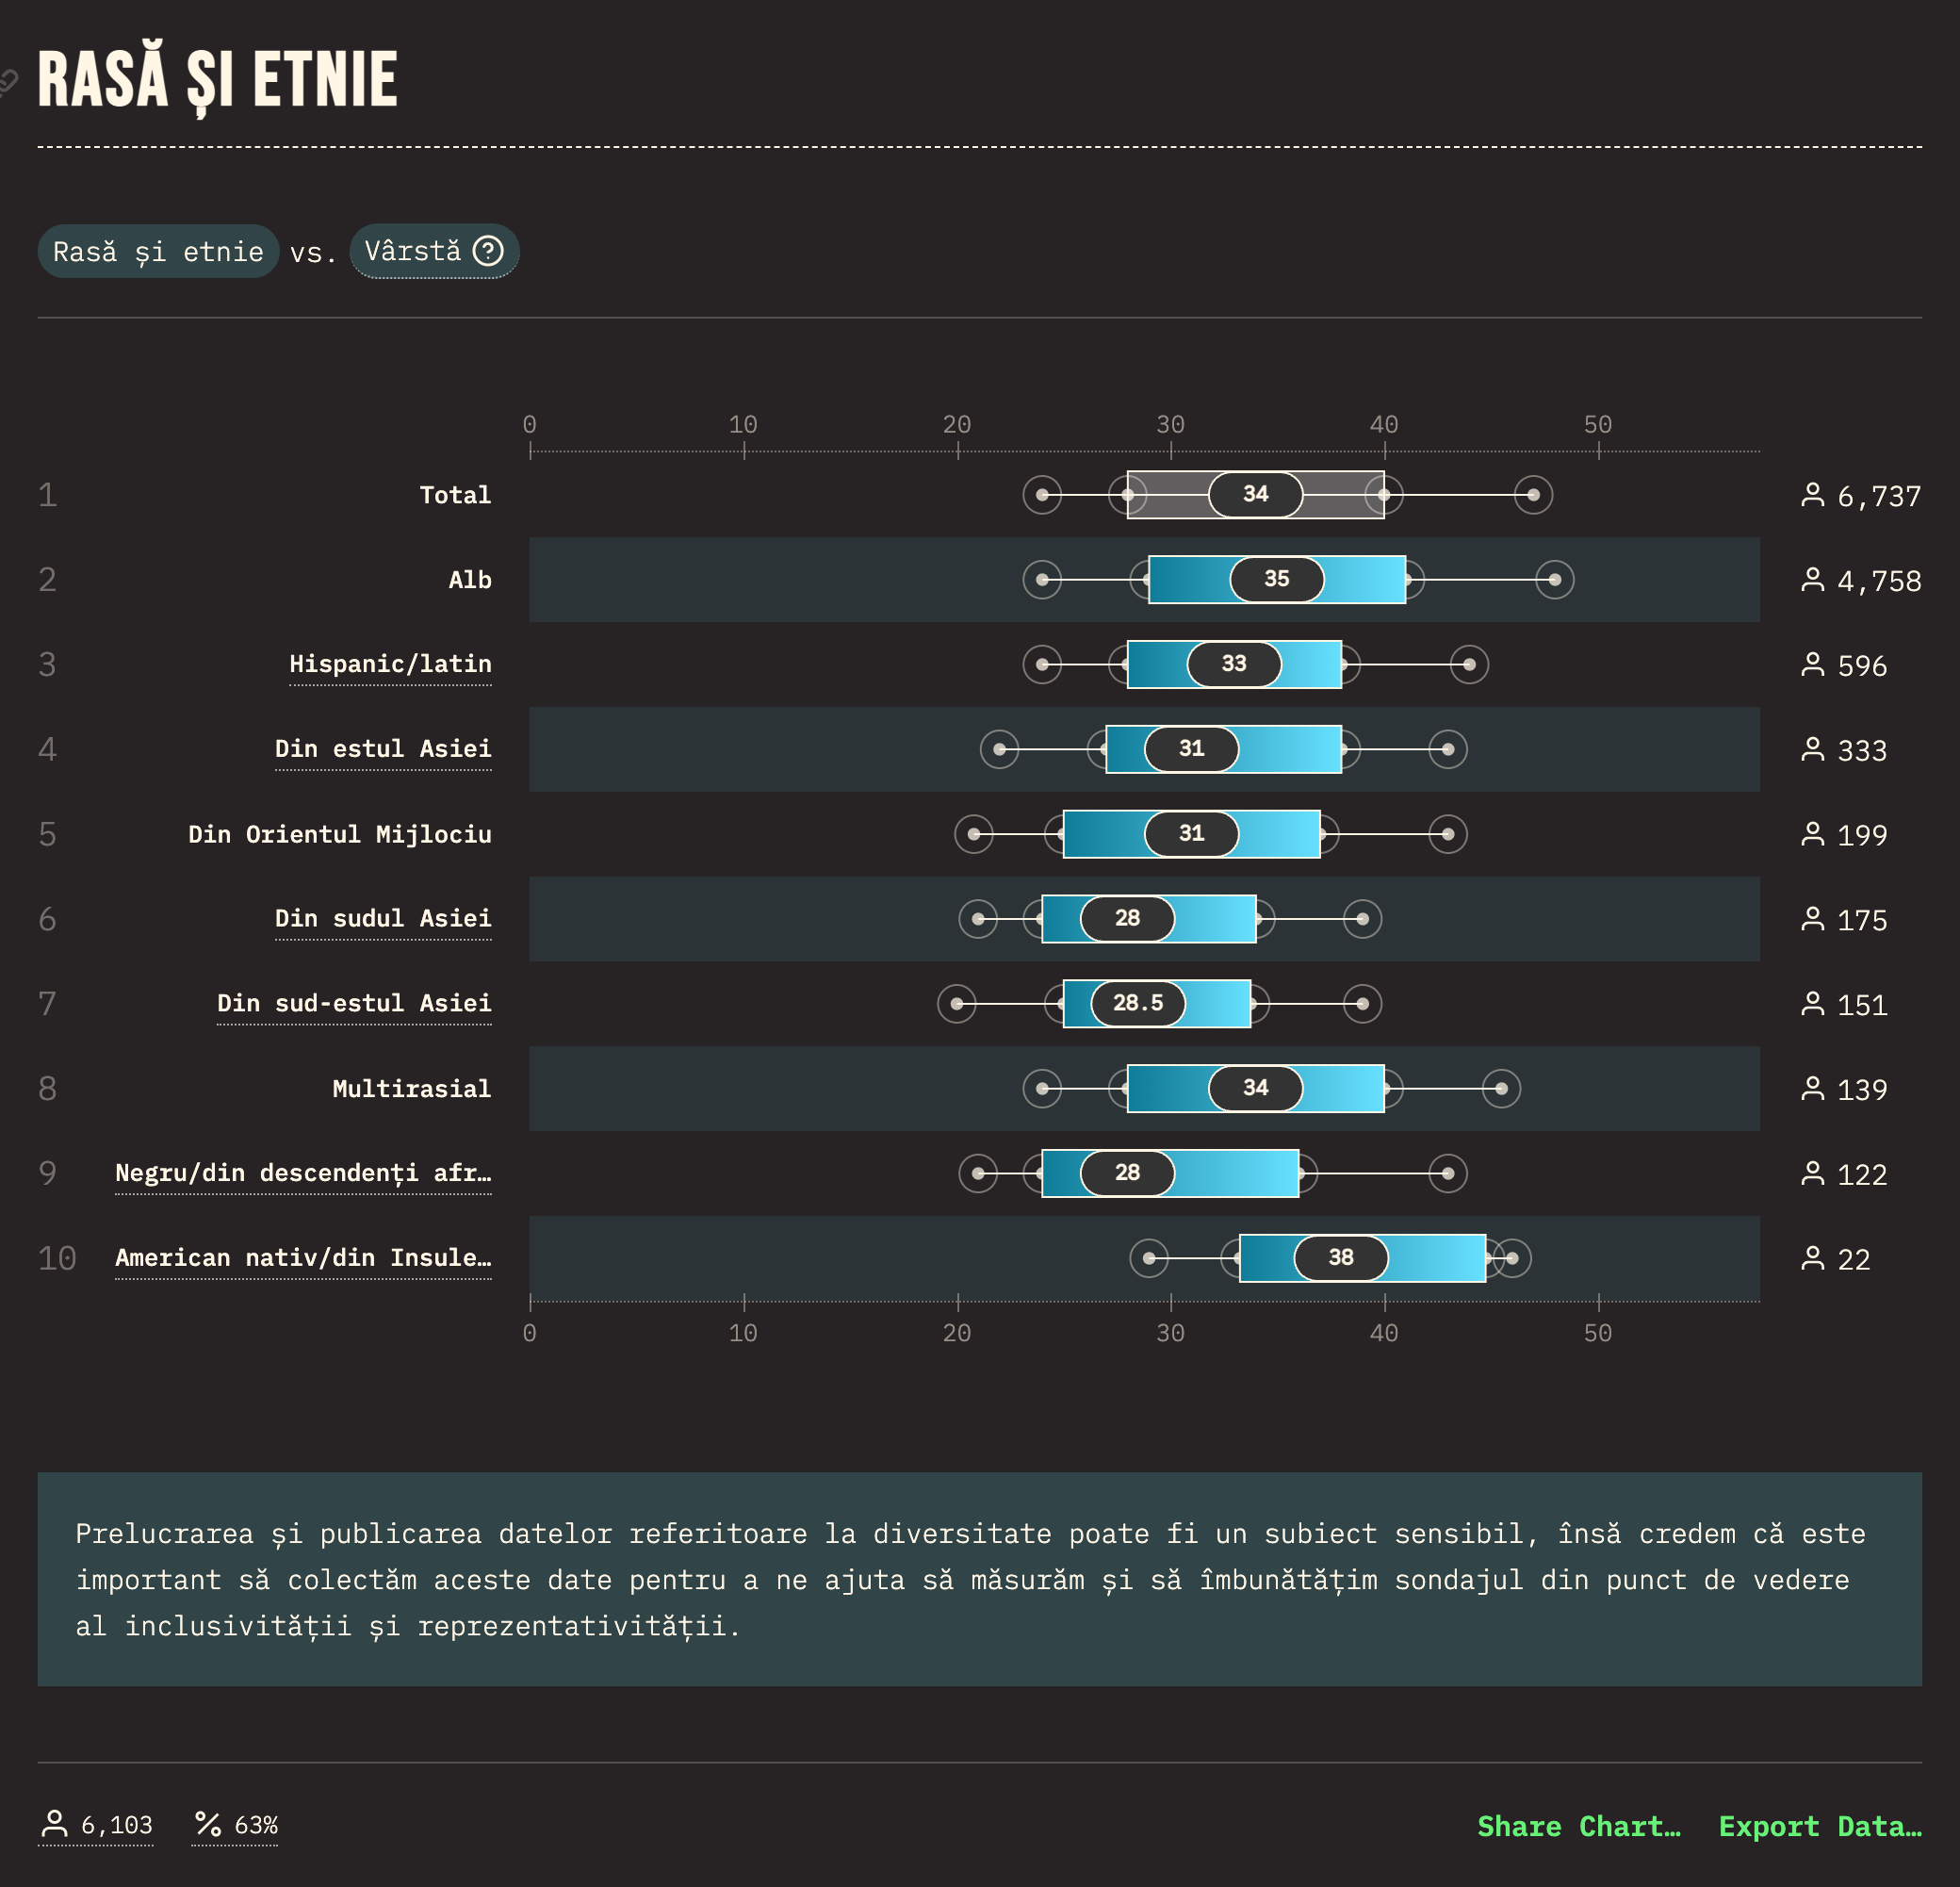 RASĂ ȘI ETNIE
Rasă și etnie vs. Vârstă ?
0 10 20 30 40 50
1 Total 34 6,737
2 Alb 35 4,758
3 Hispanic/latin 33 596
4 Din estul Asiei 31 333
5 Din Orientul Mijlociu 31 199
6 Din sudul Asiei 28 175
7 Din sud-estul Asiei 28.5 151
8 Multirasial 34 139
9 Negru/din descendenți afr… 28 122
10 American nativ/din Insule… 38 22
0 10 20 30 40 50
Prelucrarea și publicarea datelor referitoare la diversitate poate fi un subiect sensibil, însă credem că este
important să colectăm aceste date pentru a ne ajuta să măsurăm și să îmbunătățim sondajul din punct de vedere
al inclusivității și reprezentativității.
6,103 % 63% Share Chart… Export Data…